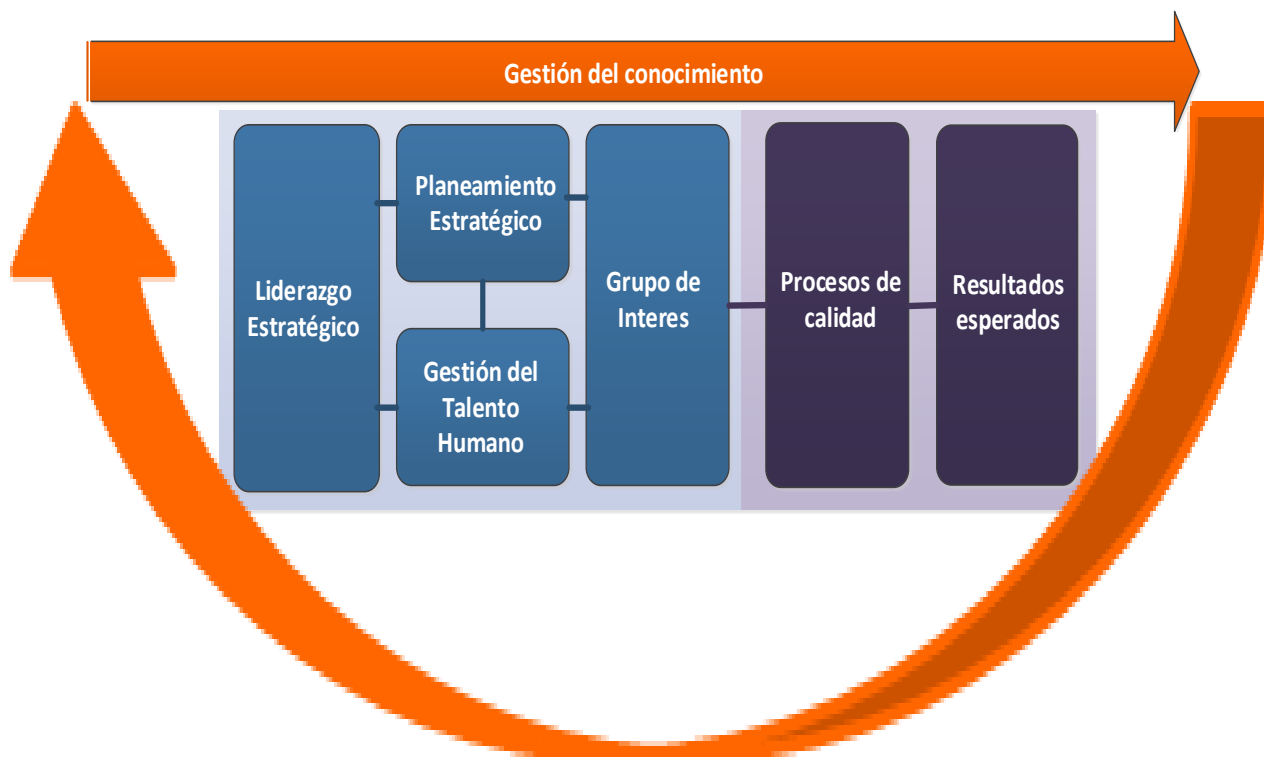 Gestión del conocimiento
Liderazgo
Estratégico
Planeamiento
Estratégico
Gestión del
Talento
Humano
Grupo de
Interes
Procesos de
calidad
Resultados
esperados